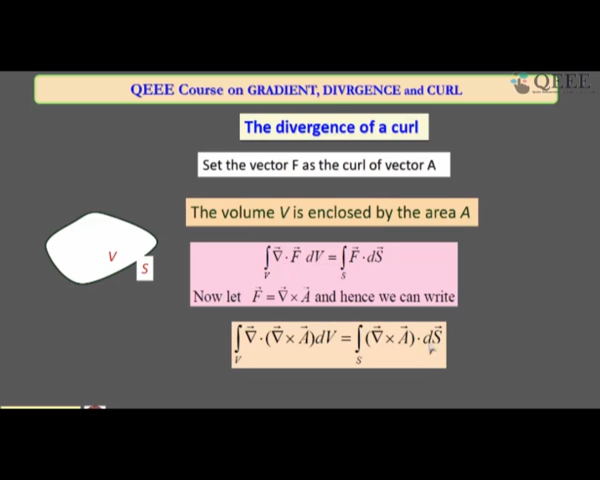 QEEE
QEEE Course on GRADIENT, DIVRGENCE and CURL
The divergence of a curl
Set the vector F as the curl of vector A
The volume V is enclosed by the area A
V
S
∫_V ∇⃗ · F⃗ dV = ∫_S F⃗ · dS⃗
Now let F⃗ = ∇⃗ × A⃗ and hence we can write
∫_V ∇⃗ · (∇⃗ × A⃗)dV = ∫_S (∇⃗ × A⃗) · dS⃗